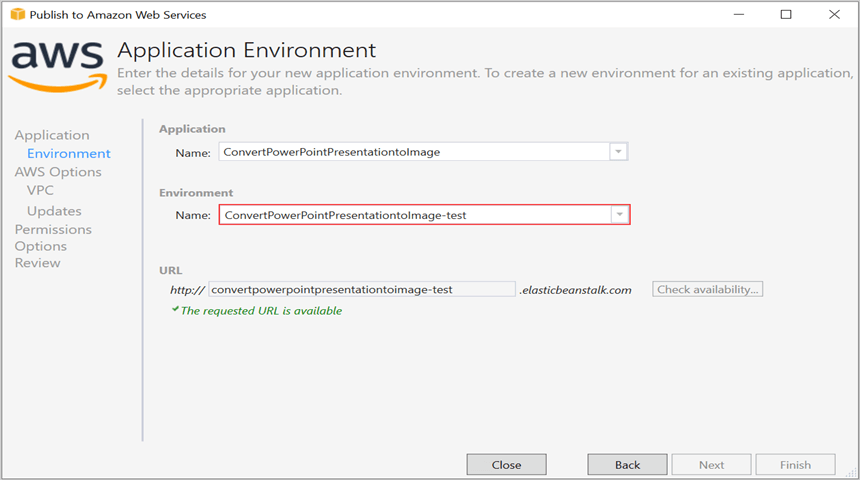 Publish to Amazon Web Services
aws
Application Environment
Enter the details for your new application environment. To create a new environment for an existing application,
select the appropriate application.
Application
Environment
AWS Options
VPC
Updates
Permissions
Options
Review
Application
Name: ConvertPowerPointPresentationtoImage
Environment
Name: ConvertPowerPointPresentationtoImage-test
URL
http:// convertpowerpointpresentationtoimage-test .elasticbeanstalk.com Check availability...
The requested URL is available
Close Back Next Finish